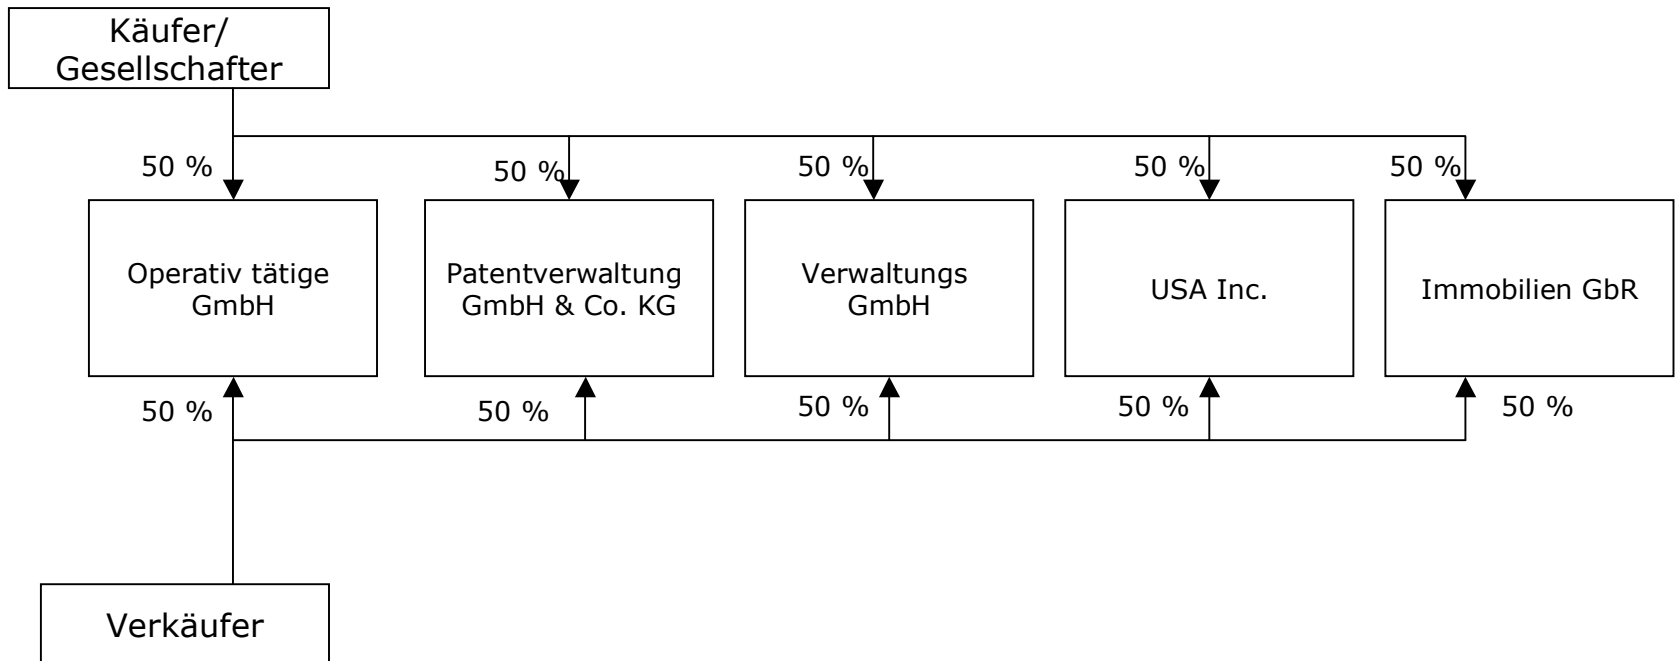 Käufer/
Gesellschafter
50 %
50 %
50 %
50 %
50 %
Operativ tätige
GmbH
Patentverwaltung
GmbH & Co. KG
Verwaltungs
GmbH
USA Inc.
Immobilien GbR
50 %
50 %
50 %
50 %
50 %
Verkäufer